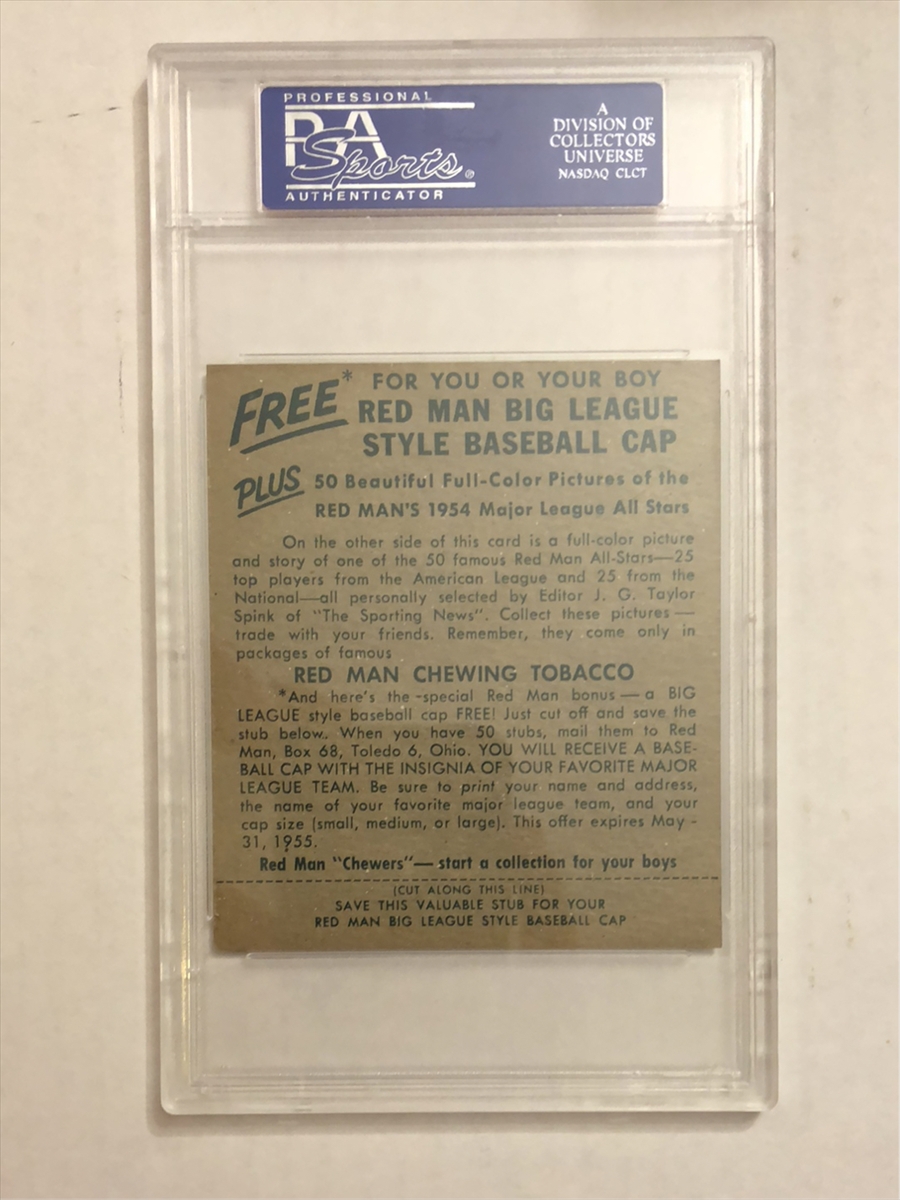 PROFESSIONAL
PSA
Sports®
AUTHENTICATOR
A
DIVISION OF
COLLECTORS
UNIVERSE
NASDAQ CLCT
FREE*
FOR YOU OR YOUR BOY
RED MAN BIG LEAGUE
STYLE BASEBALL CAP
PLUS 50 Beautiful Full-Color Pictures of the
RED MAN'S 1954 Major League All Stars
On the other side of this card is a full-color picture
and story of one of the 50 famous Red Man All-Stars—25
top players from the American League and 25 from the
National—all personally selected by Editor J. G. Taylor
Spink of "The Sporting News". Collect these pictures—
trade with your friends. Remember, they come only in
packages of famous
RED MAN CHEWING TOBACCO
*And here's the special Red Man bonus—a BIG
LEAGUE style baseball cap FREE! Just cut off and save the
stub below. When you have 50 stubs, mail them to Red
Man, Box 68, Toledo 6, Ohio. YOU WILL RECEIVE A BASE-
BALL CAP WITH THE INSIGNIA OF YOUR FAVORITE MAJOR
LEAGUE TEAM. Be sure to print your name and address,
the name of your favorite major league team, and your
cap size (small, medium, or large). This offer expires May
31, 1955.
Red Man "Chewers"—start a collection for your boys
(CUT ALONG THIS LINE)
SAVE THIS VALUABLE STUB FOR YOUR
RED MAN BIG LEAGUE STYLE BASEBALL CAP